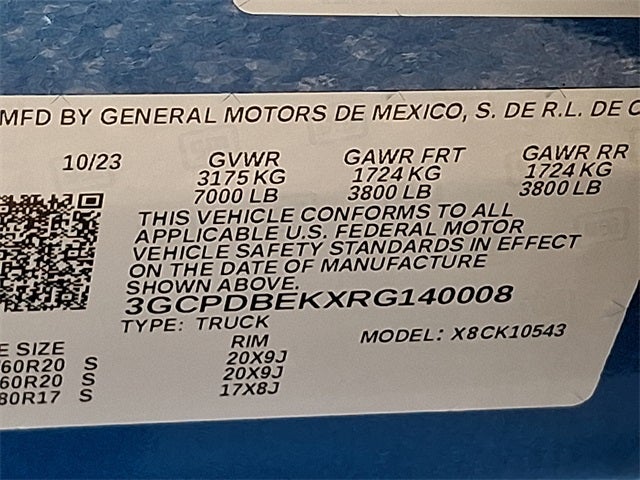 MFD BY GENERAL MOTORS DE MEXICO, S. DE R.L. DE C
10/23 GVWR GAWR FRT GAWR RR
3175 KG 1724 KG 1724 KG
7000 LB 3800 LB 3800 LB
THIS VEHICLE CONFORMS TO ALL
APPLICABLE U.S. FEDERAL MOTOR
VEHICLE SAFETY STANDARDS IN EFFECT
ON THE DATE OF MANUFACTURE
SHOWN ABOVE.
3GCPDBEKXRG140008
TYPE: TRUCK MODEL: X8CK10543
E SIZE RIM
60R20 S 20X9J
60R20 S 20X9J
80R17 S 17X8J